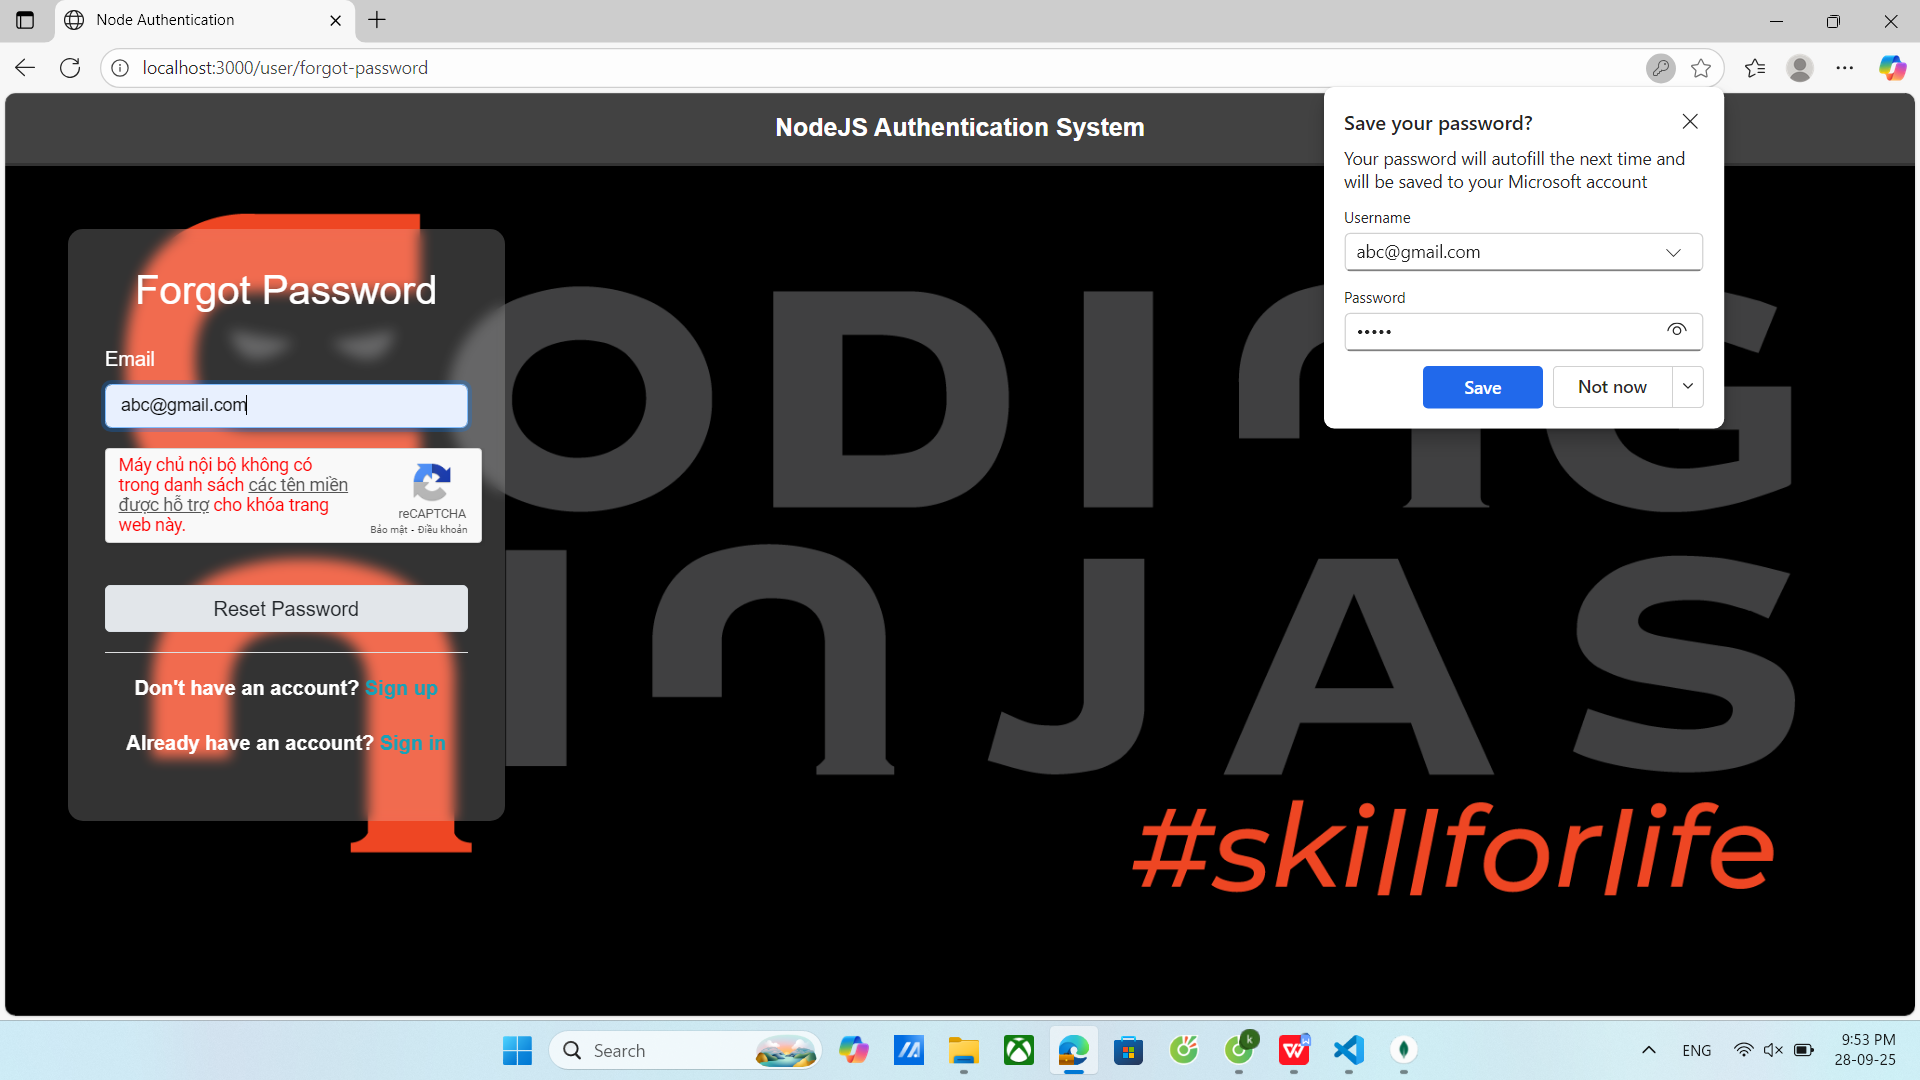 Node Authentication
localhost:3000/user/forgot-password
NodeJS Authentication System
Save your password?
Your password will autofill the next time and
will be saved to your Microsoft account
Username
abc@gmail.com
Password
•••••
Save
Not now
Forgot Password
Email
abc@gmail.com
Máy chủ nội bộ không có
trong danh sách các tên miền
được hỗ trợ cho khóa trang
web này.
reCAPTCHA
Bảo mật - Điều khoản
Reset Password
Don't have an account? Sign up
Already have an account? Sign in
CODING
NINJAS
#skillforlife
Search
k
W
ENG
9:53 PM
28-09-25